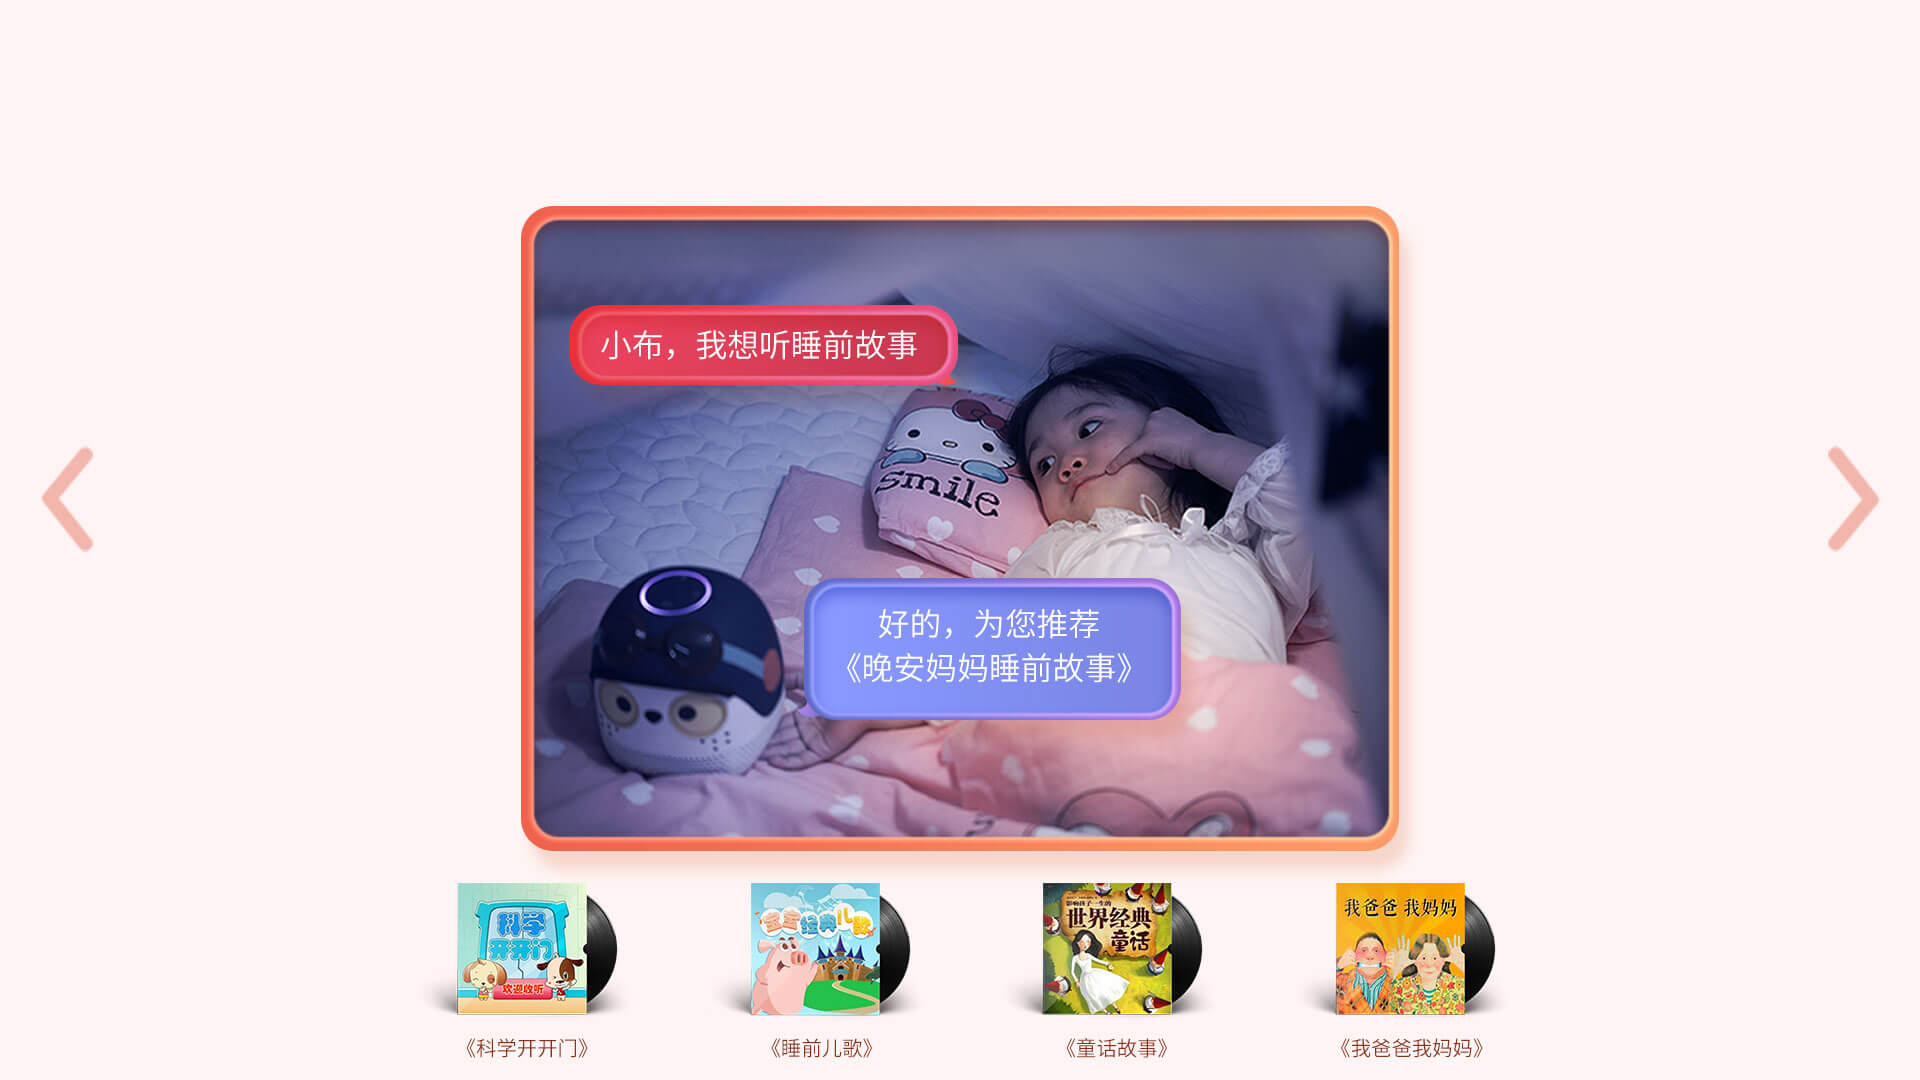 小布，我想听睡前故事
smile
好的，为您推荐
《晚安妈妈睡前故事》
科学
开开门
欢迎收听
宝宝经典儿歌
影响孩子一生的
世界经典
童话
我爸爸 我妈妈
《科学开开门》
《睡前儿歌》
《童话故事》
《我爸爸我妈妈》